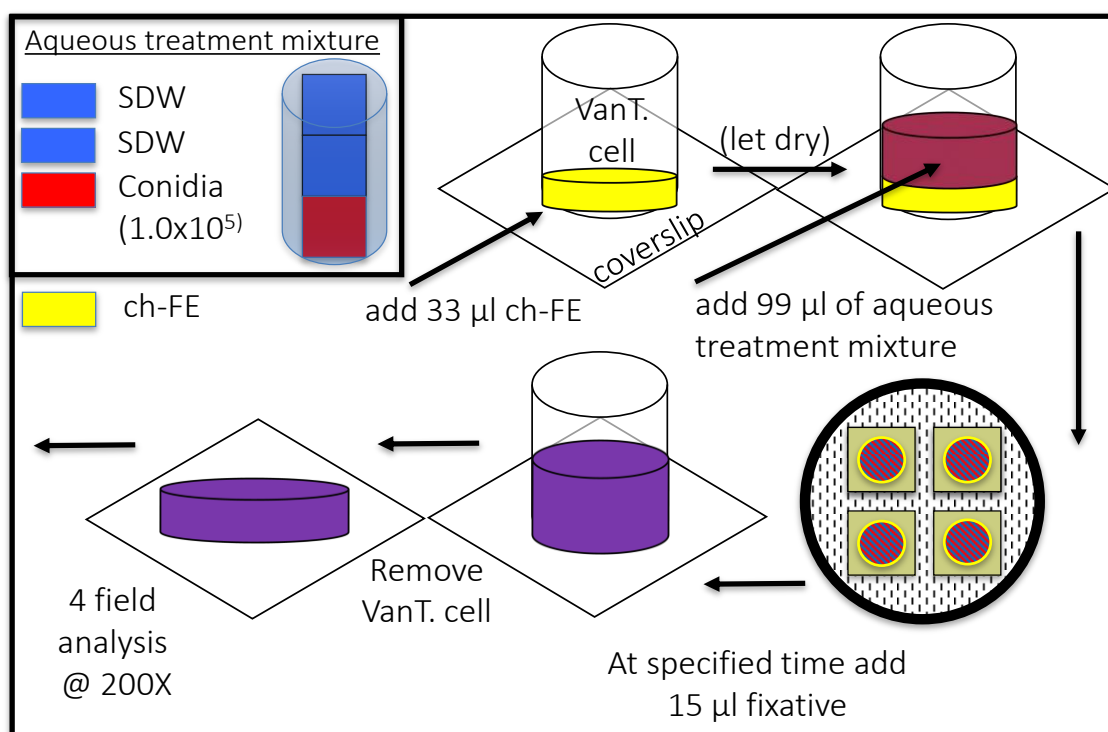 Aqueous treatment mixture
SDW
SDW
Conidia
(1.0x10⁵⁾
ch-FE
VanT.
cell
(let dry)
coverslip
add 33 µl ch-FE
add 99 µl of aqueous
treatment mixture
At specified time add
15 µl fixative
Remove
VanT. cell
4 field
analysis
@ 200X